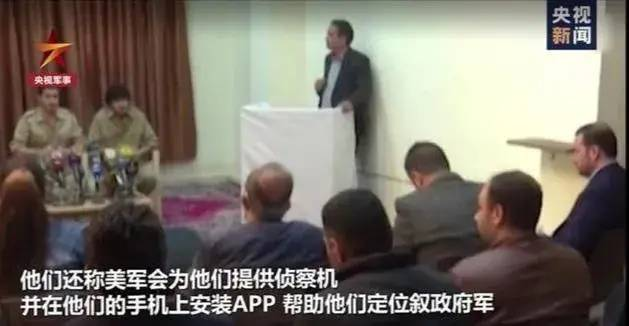 央视军事
央视
新闻
他们还称美军会为他们提供侦察机
并在他们的手机上安装APP 帮助他们定位叙政府军